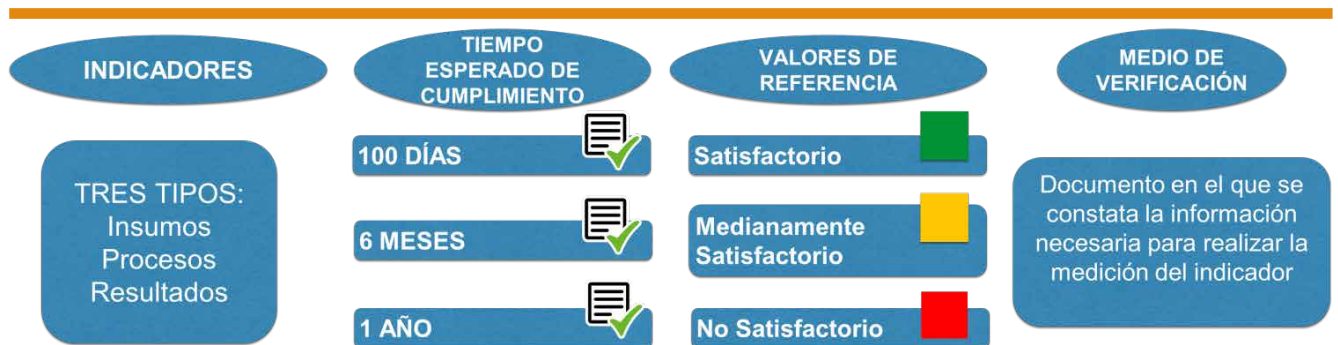 INDICADORES
TRES TIPOS:
Insumos
Procesos
Resultados
TIEMPO
ESPERADO DE
CUMPLIMIENTO
100 DÍAS
6 MESES
1 AÑO
VALORES DE
REFERENCIA
Satisfactorio
Medianamente
Satisfactorio
No Satisfactorio
MEDIO DE
VERIFICACIÓN
Documento en el que se
constata la información
necesaria para realizar la
medición del indicador